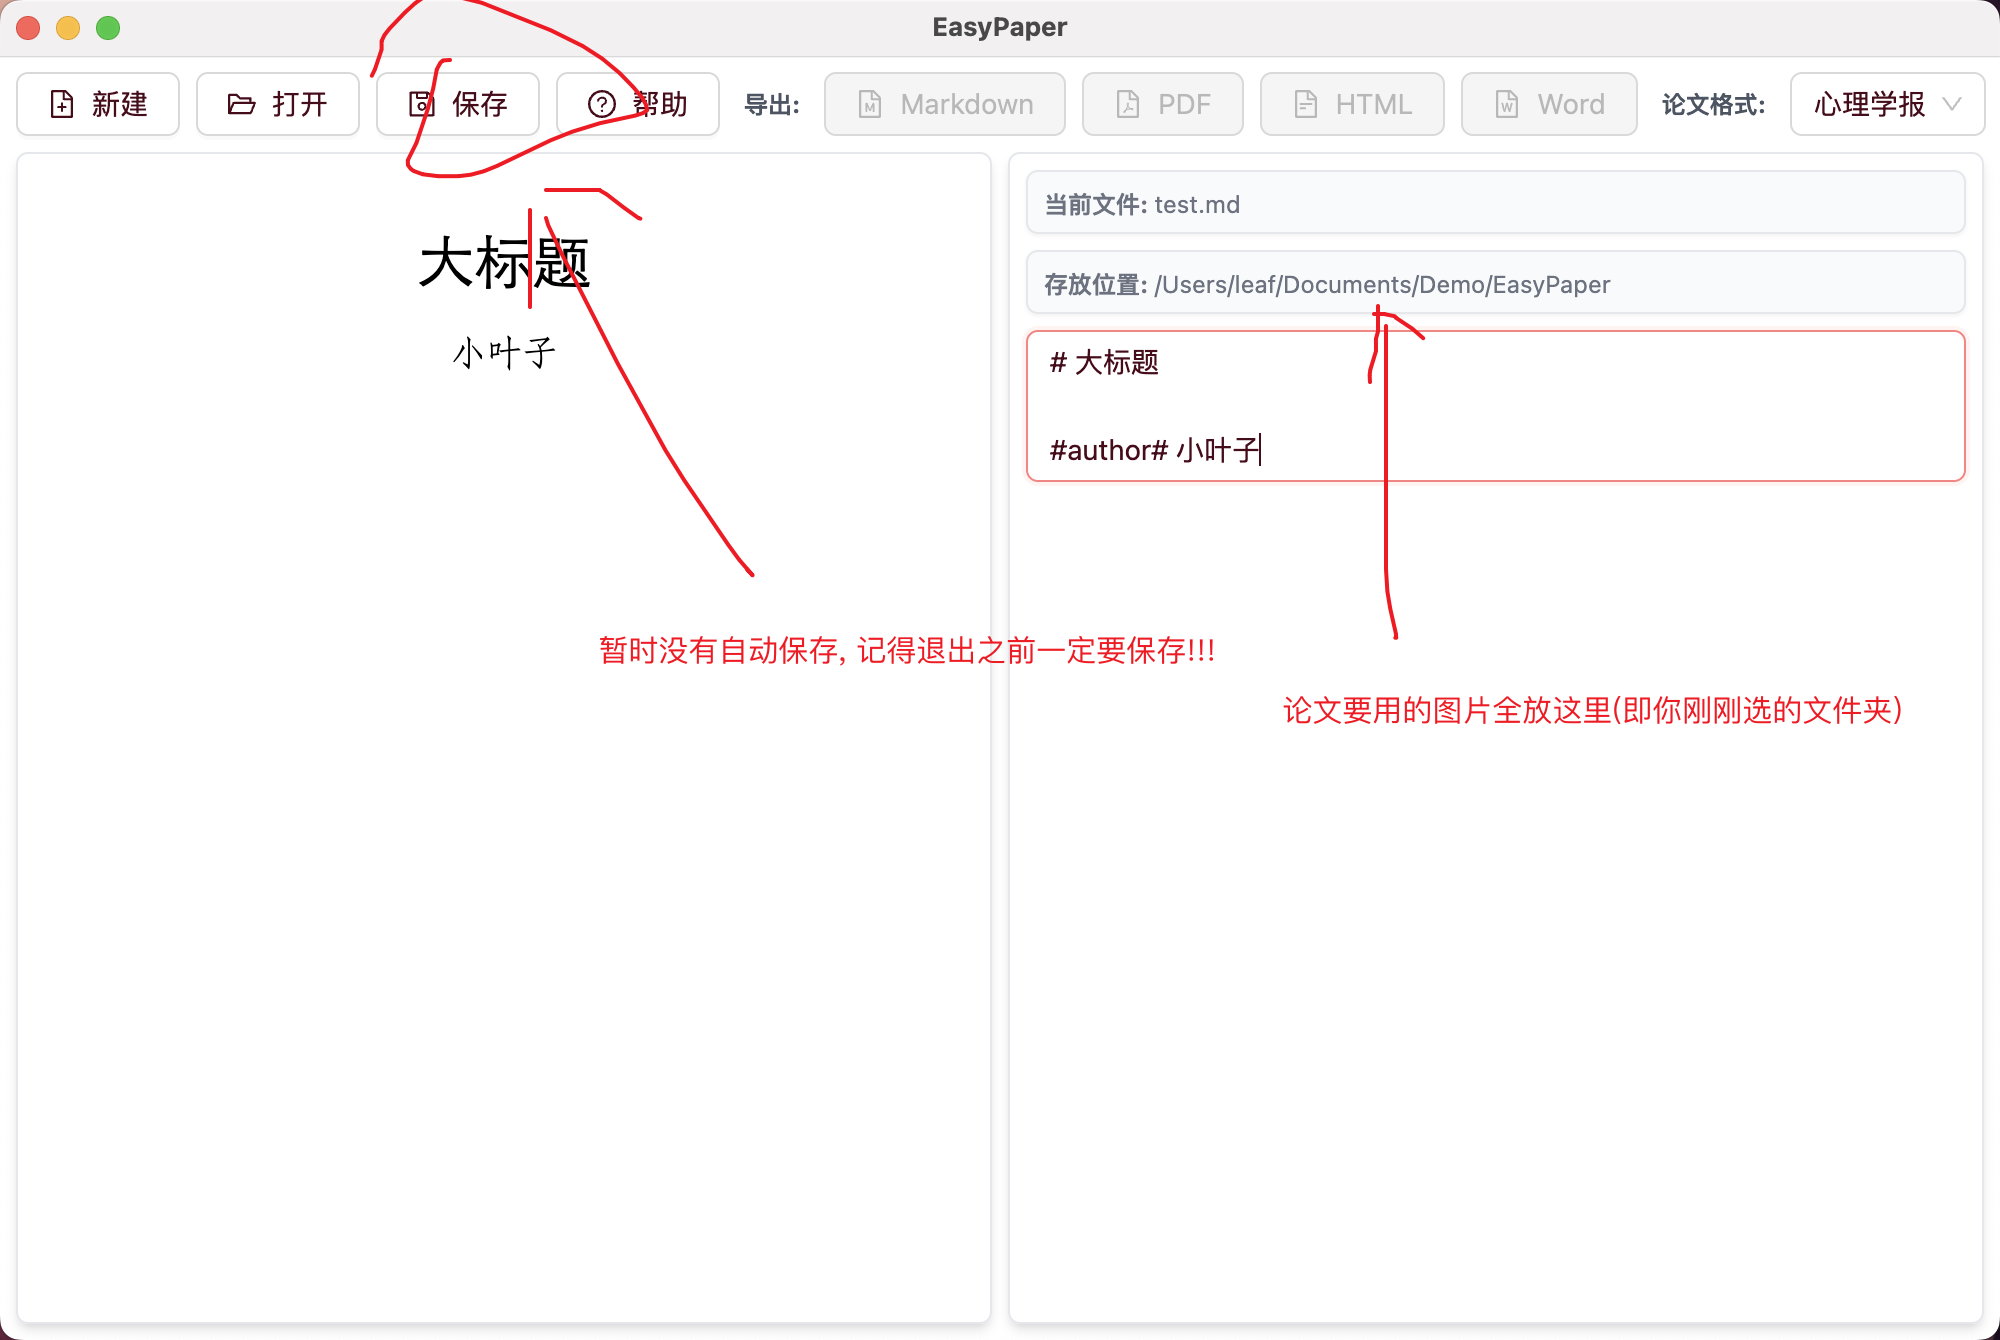 EasyPaper
新建 打开 保存 帮助 导出: Markdown PDF HTML Word 论文格式: 心理学报
大标题
小叶子
当前文件: test.md
存放位置: /Users/leaf/Documents/Demo/EasyPaper
# 大标题
#author# 小叶子
暂时没有自动保存, 记得退出之前一定要保存!!!
论文要用的图片全放这里(即你刚刚选的文件夹)